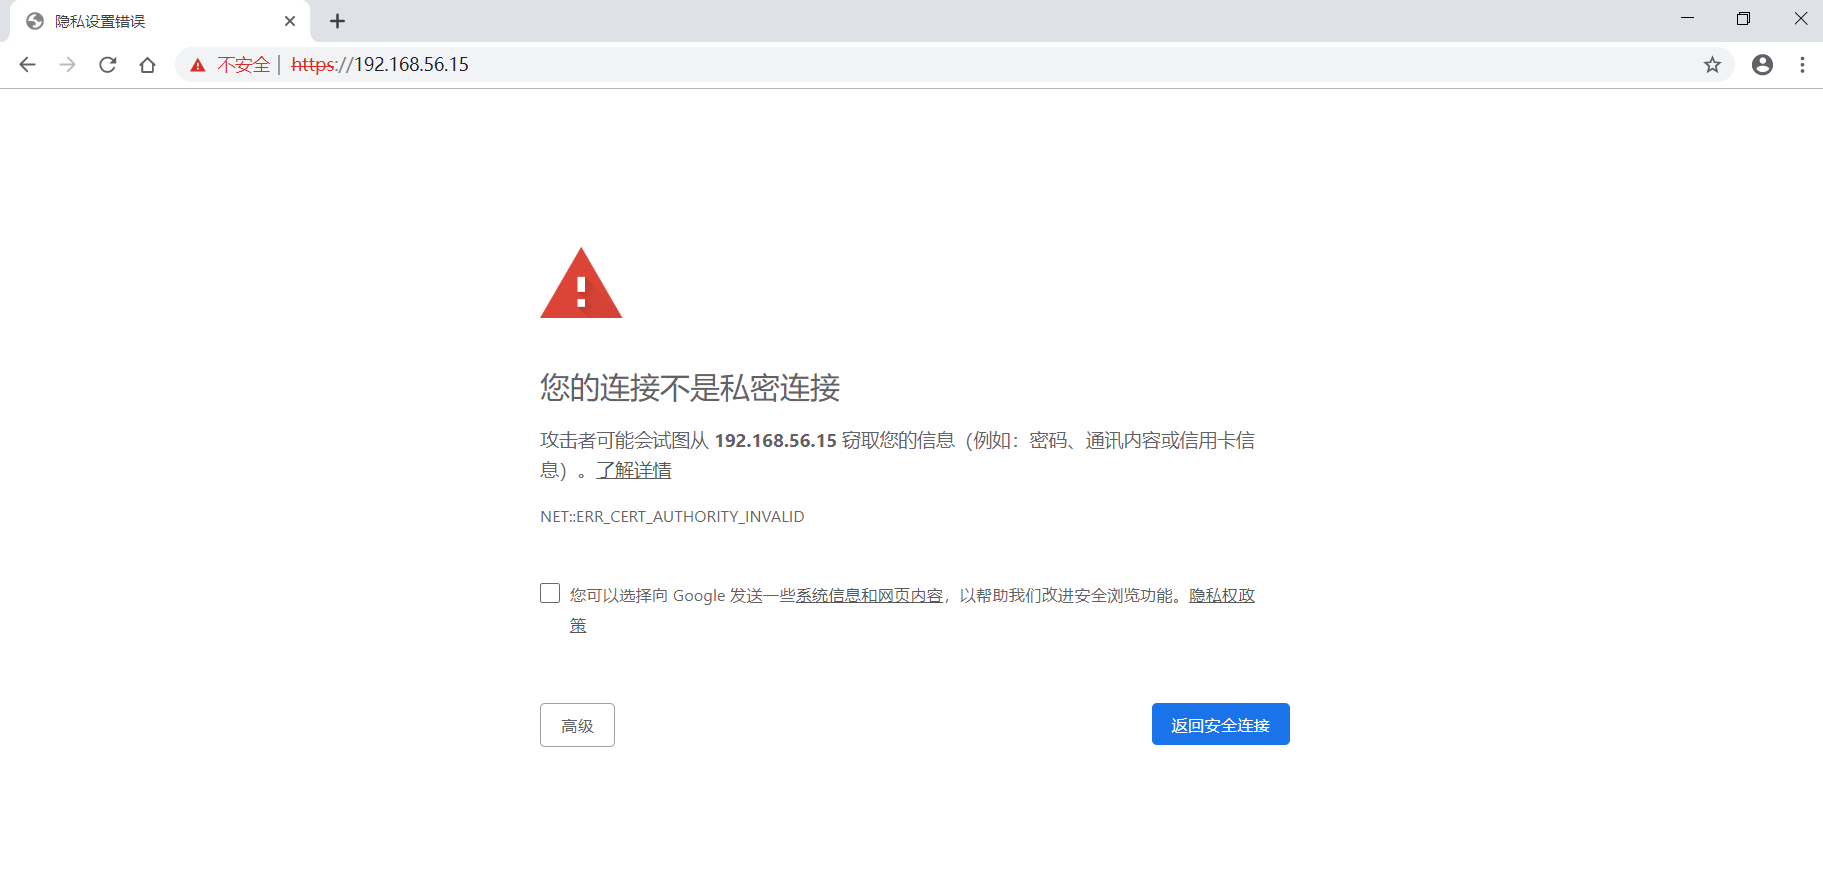 隐私设置错误
不安全 | https://192.168.56.15
您的连接不是私密连接
攻击者可能会试图从 192.168.56.15 窃取您的信息（例如：密码、通讯内容或信用卡信
息）。了解详情
NET::ERR_CERT_AUTHORITY_INVALID
您可以选择向 Google 发送一些系统信息和网页内容，以帮助我们改进安全浏览功能。隐私权政
策
高级
返回安全连接